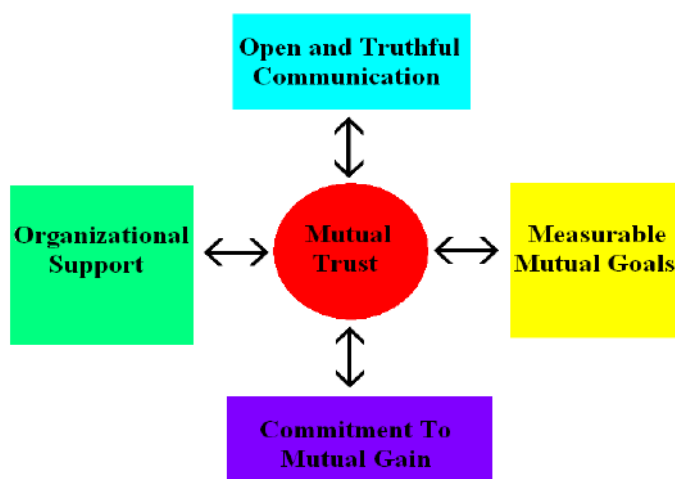 Open and Truthful
Communication
Organizational
Support
Mutual
Trust
Measurable
Mutual Goals
Commitment To
Mutual Gain